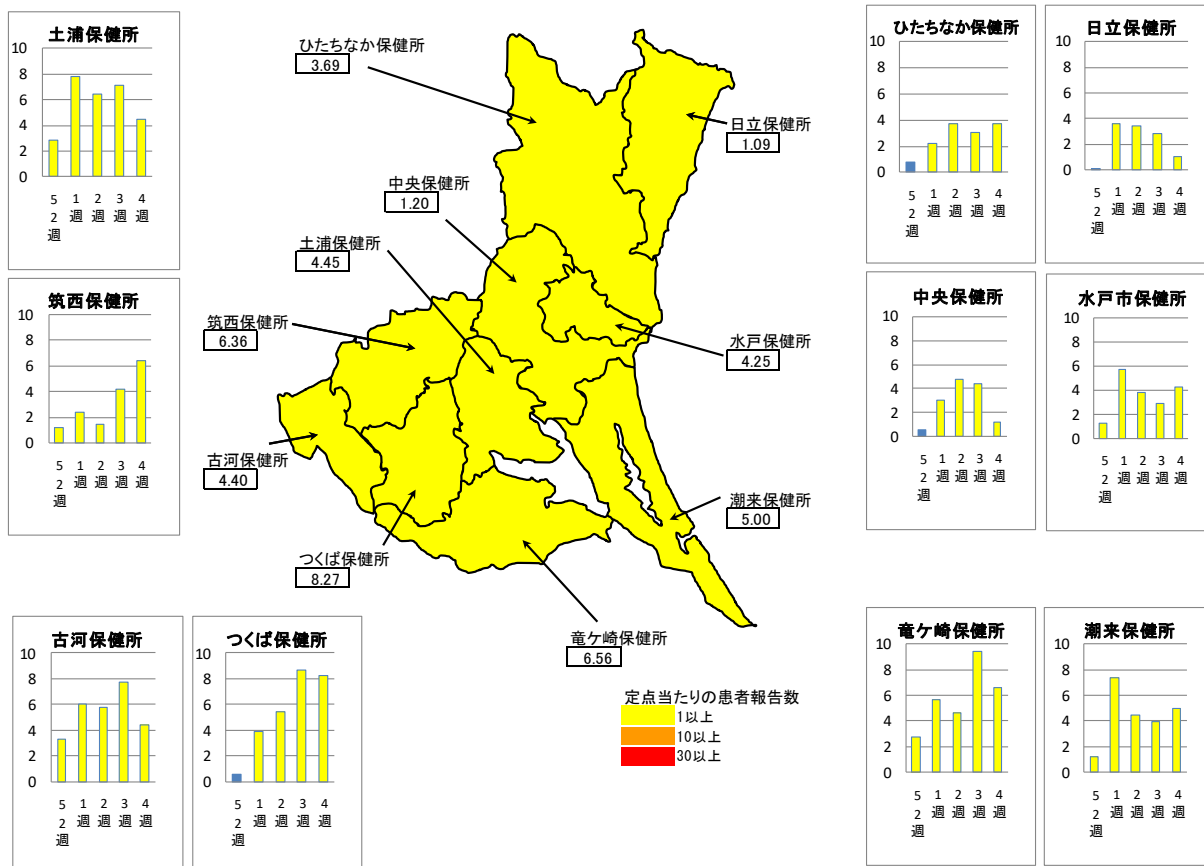 土浦保健所
10
8
6
4
2
0
52週
1週
2週
3週
4週
筑西保健所
10
8
6
4
2
0
52週
1週
2週
3週
4週
ひたちなか保健所
3.69
日立保健所
1.09
中央保健所
1.20
土浦保健所
4.45
筑西保健所
6.36
水戸保健所
4.25
古河保健所
4.40
潮来保健所
5.00
つくば保健所
8.27
竜ケ崎保健所
6.56
定点当たりの患者報告数
1以上
10以上
30以上
ひたちなか保健所
10
8
6
4
2
0
52週
1週
2週
3週
4週
日立保健所
10
8
6
4
2
0
52週
1週
2週
3週
4週
中央保健所
10
8
6
4
2
0
52週
1週
2週
3週
4週
水戸市保健所
10
8
6
4
2
0
52週
1週
2週
3週
4週
古河保健所
10
8
6
4
2
0
52週
1週
2週
3週
4週
つくば保健所
10
8
6
4
2
0
52週
1週
2週
3週
4週
竜ケ崎保健所
10
8
6
4
2
0
52週
1週
2週
3週
4週
潮来保健所
10
8
6
4
2
0
52週
1週
2週
3週
4週